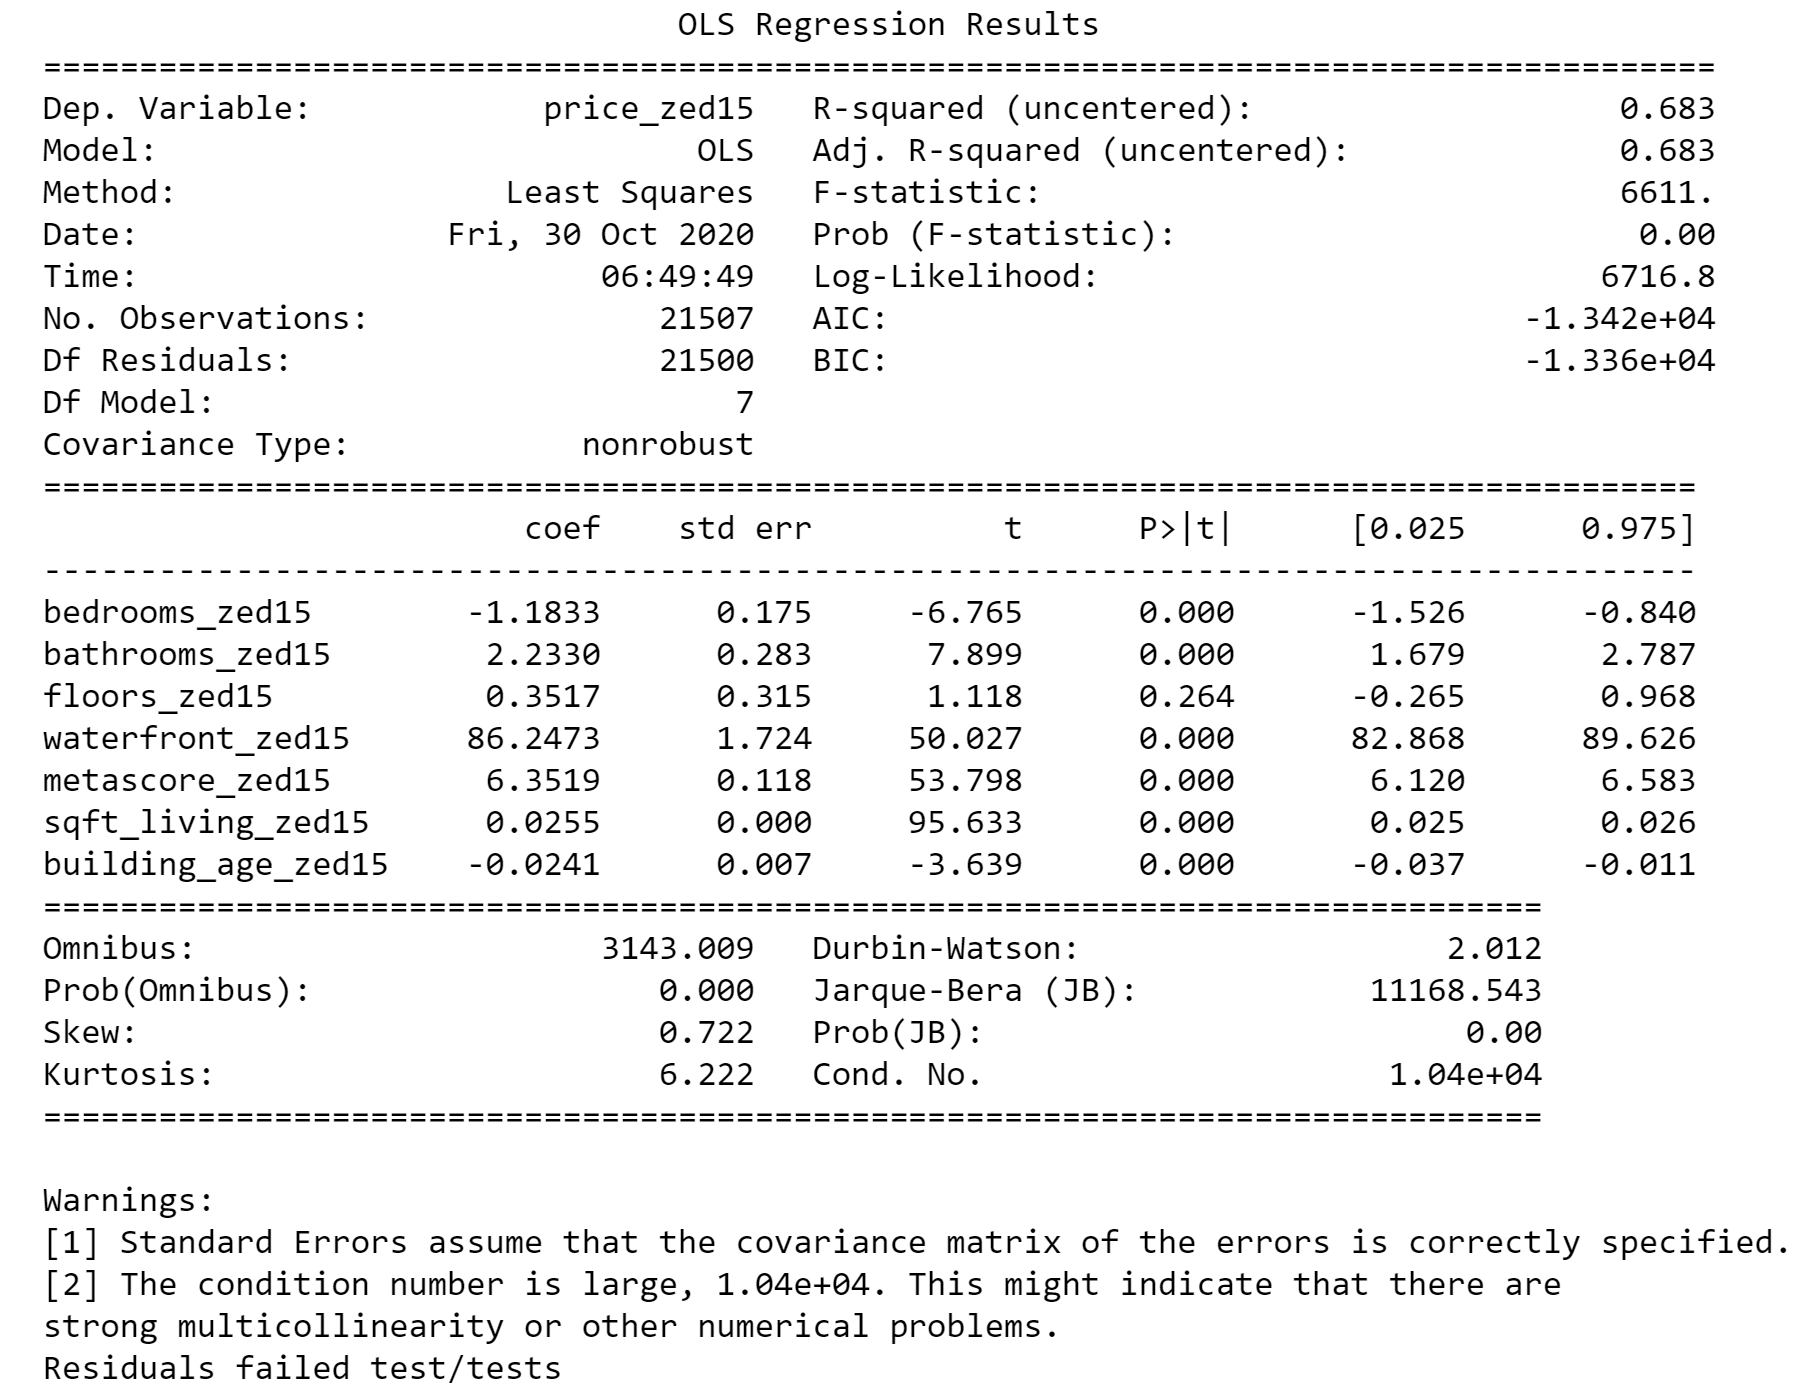 OLS Regression Results
=======================================================================================
Dep. Variable: price_zed15 R-squared (uncentered): 0.683
Model: OLS Adj. R-squared (uncentered): 0.683
Method: Least Squares F-statistic: 6611.
Date: Fri, 30 Oct 2020 Prob (F-statistic): 0.00
Time: 06:49:49 Log-Likelihood: 6716.8
No. Observations: 21507 AIC: -1.342e+04
Df Residuals: 21500 BIC: -1.336e+04
Df Model: 7
Covariance Type: nonrobust
======================================================================================
coef std err t P>|t| [0.025 0.975]
--------------------------------------------------------------------------------------
bedrooms_zed15 -1.1833 0.175 -6.765 0.000 -1.526 -0.840
bathrooms_zed15 2.2330 0.283 7.899 0.000 1.679 2.787
floors_zed15 0.3517 0.315 1.118 0.264 -0.265 0.968
waterfront_zed15 86.2473 1.724 50.027 0.000 82.868 89.626
metascore_zed15 6.3519 0.118 53.798 0.000 6.120 6.583
sqft_living_zed15 0.0255 0.000 95.633 0.000 0.025 0.026
building_age_zed15 -0.0241 0.007 -3.639 0.000 -0.037 -0.011
==============================================================================
Omnibus: 3143.009 Durbin-Watson: 2.012
Prob(Omnibus): 0.000 Jarque-Bera (JB): 11168.543
Skew: 0.722 Prob(JB): 0.00
Kurtosis: 6.222 Cond. No. 1.04e+04
==============================================================================
Warnings:
[1] Standard Errors assume that the covariance matrix of the errors is correctly specified.
[2] The condition number is large, 1.04e+04. This might indicate that there are
strong multicollinearity or other numerical problems.
Residuals failed test/tests